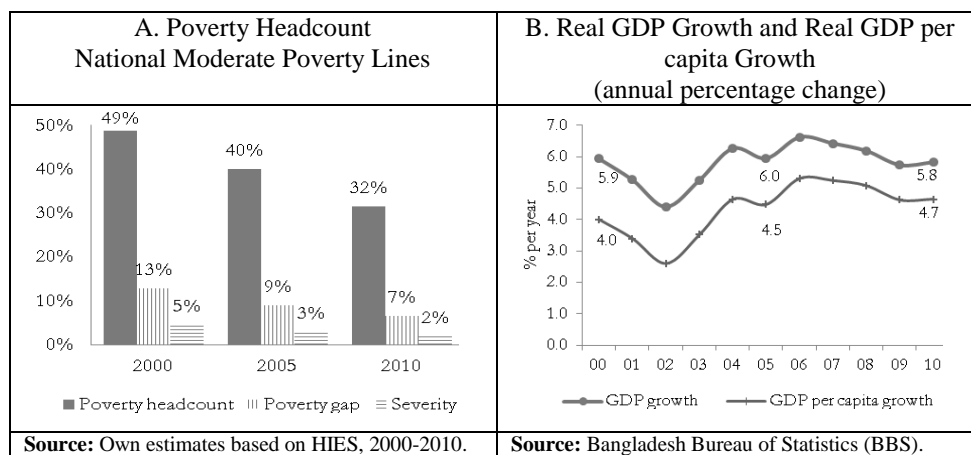 A. Poverty Headcount
National Moderate Poverty Lines
50%
40%
30%
20%
10%
0%
49%
13%
5%
40%
9%
3%
32%
7%
2%
2000
2005
2010
Poverty headcount
Poverty gap
Severity
Source: Own estimates based on HIES, 2000-2010.
B. Real GDP Growth and Real GDP per
capita Growth
(annual percentage change)
% per year
7.0
6.0
5.0
4.0
3.0
2.0
1.0
0.0
5.9
6.0
5.8
4.0
4.5
4.7
00 01 02 03 04 05 06 07 08 09 10
GDP growth
GDP per capita growth
Source: Bangladesh Bureau of Statistics (BBS).